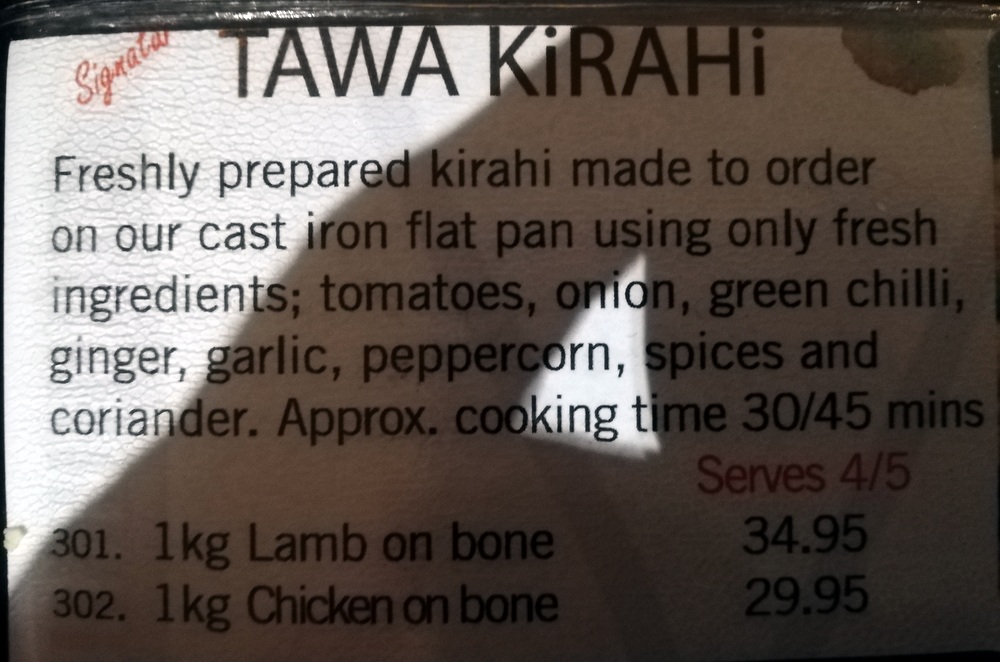 TAWA KiRAHi
Freshly prepared kirahi made to order
on our cast iron flat pan using only fresh
ingredients; tomatoes, onion, green chilli,
ginger, garlic, peppercorn, spices and
coriander. Approx. cooking time 30/45 mins
Serves 4/5
301. 1kg Lamb on bone 34.95
302. 1kg Chicken on bone 29.95